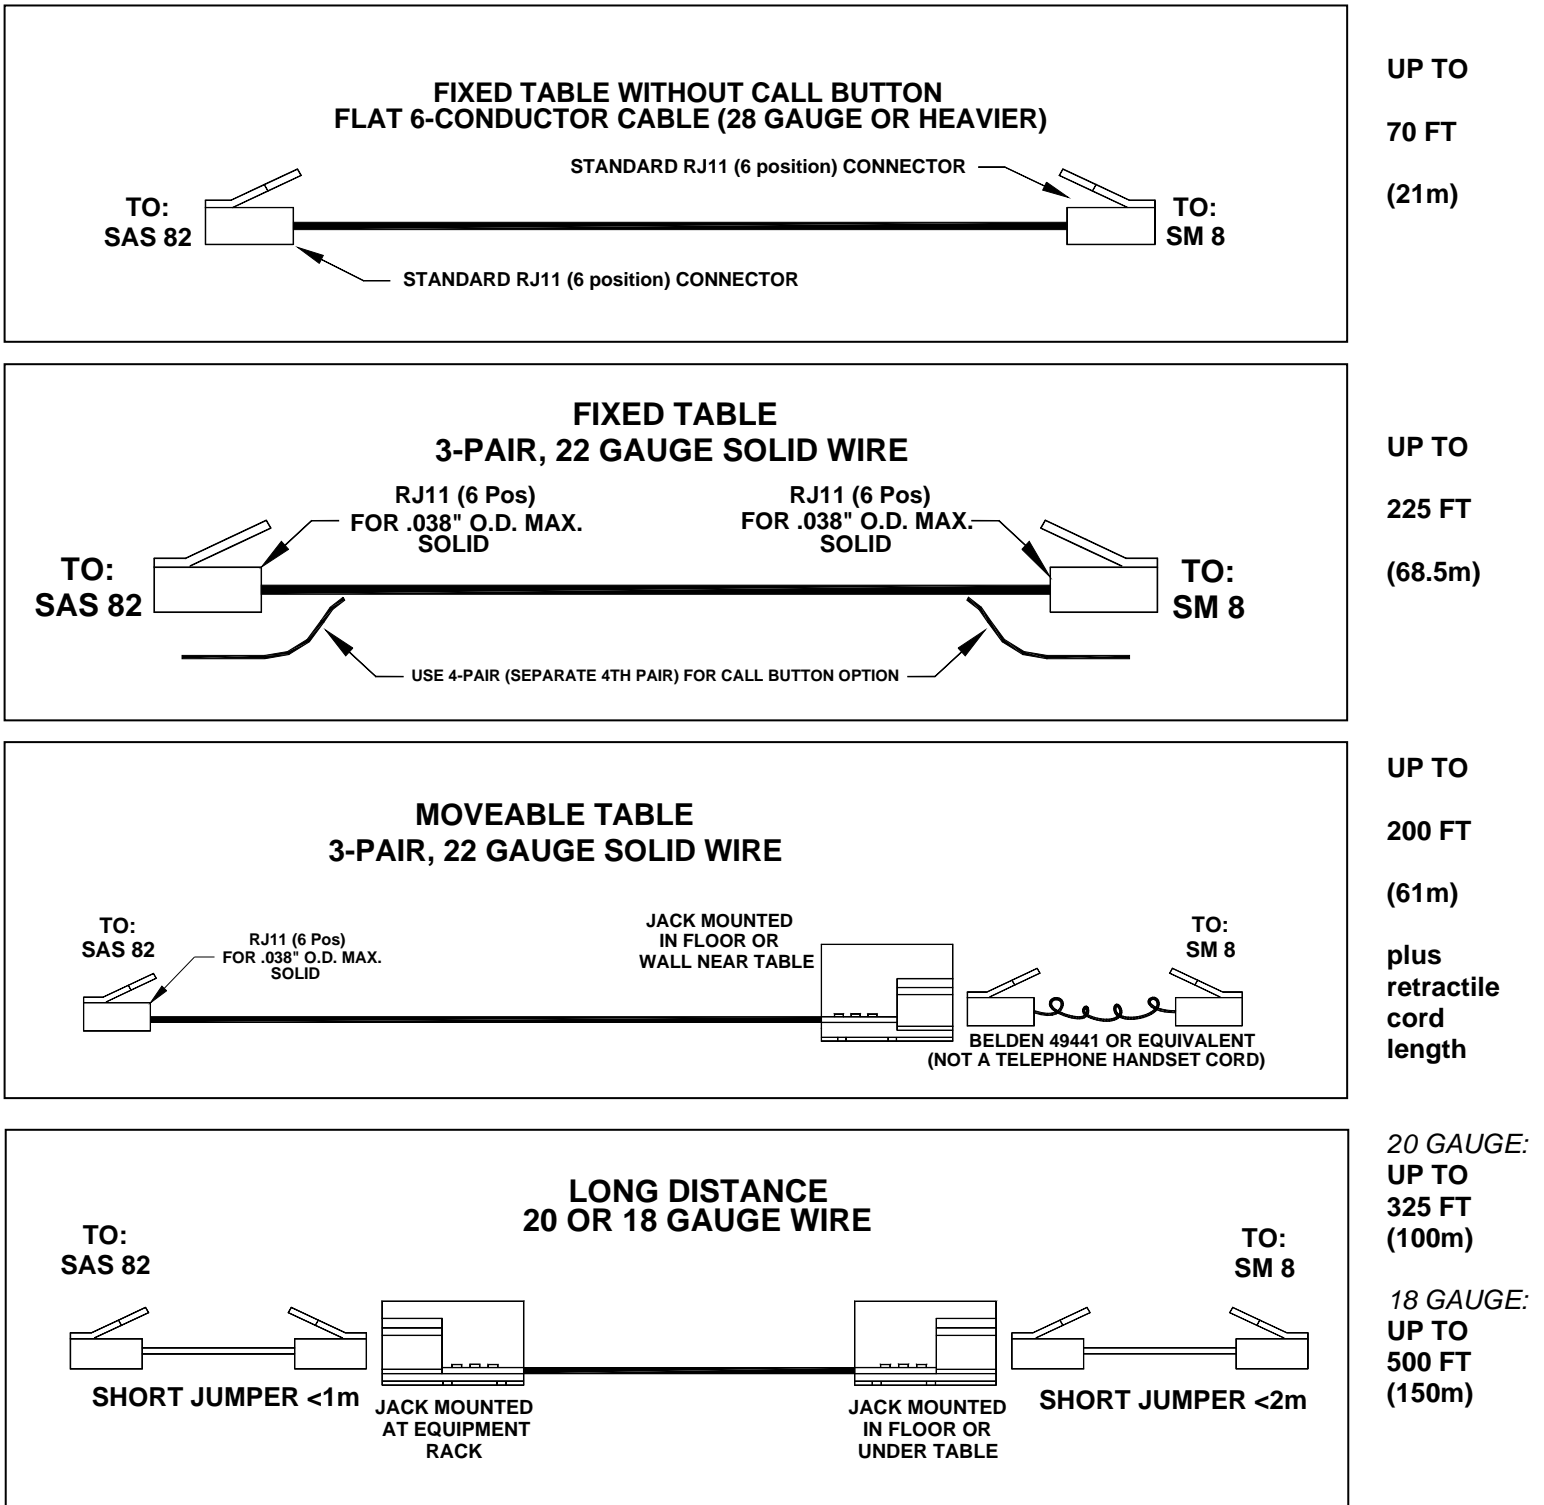 FIXED TABLE WITHOUT CALL BUTTON
FLAT 6-CONDUCTOR CABLE (28 GAUGE OR HEAVIER)
STANDARD RJ11 (6 position) CONNECTOR
TO:
SAS 82
TO:
SM 8
STANDARD RJ11 (6 position) CONNECTOR
UP TO
70 FT
(21m)
FIXED TABLE
3-PAIR, 22 GAUGE SOLID WIRE
RJ11 (6 Pos)
FOR .038" O.D. MAX.
SOLID
RJ11 (6 Pos)
FOR .038" O.D. MAX.
SOLID
TO:
SAS 82
TO:
SM 8
USE 4-PAIR (SEPARATE 4TH PAIR) FOR CALL BUTTON OPTION
UP TO
225 FT
(68.5m)
MOVEABLE TABLE
3-PAIR, 22 GAUGE SOLID WIRE
TO:
SAS 82
RJ11 (6 Pos)
FOR .038" O.D. MAX.
SOLID
JACK MOUNTED
IN FLOOR OR
WALL NEAR TABLE
TO:
SM 8
BELDEN 49441 OR EQUIVALENT
(NOT A TELEPHONE HANDSET CORD)
UP TO
200 FT
(61m)
plus
retractile
cord
length
LONG DISTANCE
20 OR 18 GAUGE WIRE
TO:
SAS 82
TO:
SM 8
SHORT JUMPER <1m
JACK MOUNTED
AT EQUIPMENT
RACK
JACK MOUNTED
IN FLOOR OR
UNDER TABLE
SHORT JUMPER <2m
20 GAUGE:
UP TO
325 FT
(100m)
18 GAUGE:
UP TO
500 FT
(150m)